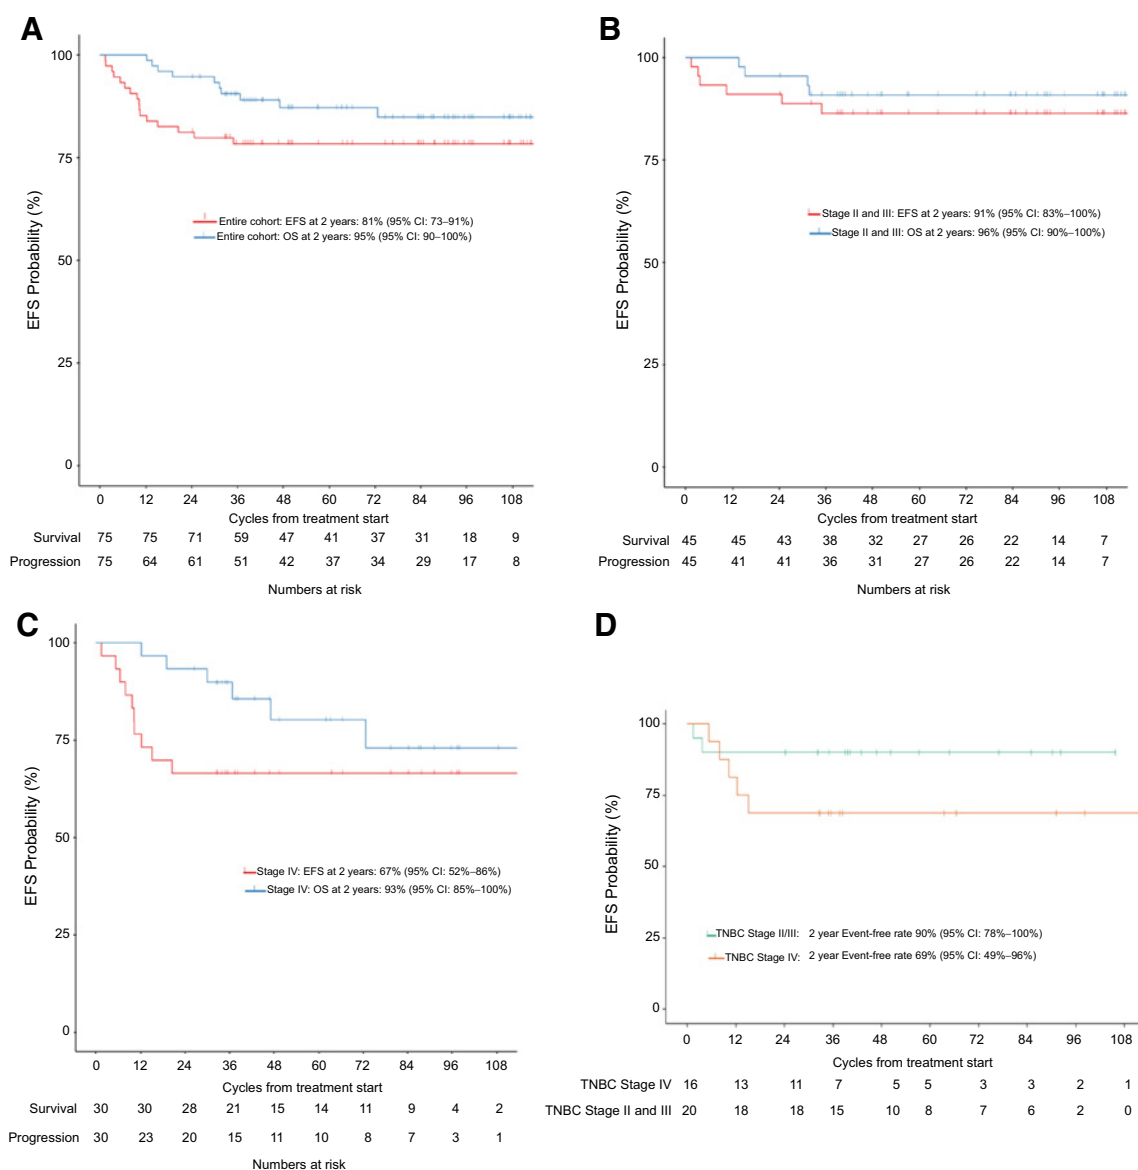 A
EFS Probability (%)
100
75
50
25
0
Entire cohort: EFS at 2 years: 81% (95% CI: 73–91%)
Entire cohort: OS at 2 years: 95% (95% CI: 90–100%)
0 12 24 36 48 60 72 84 96 108
Cycles from treatment start
Survival 75 75 71 59 47 41 37 31 18 9
Progression 75 64 61 51 42 37 34 29 17 8
Numbers at risk
B
EFS Probability (%)
100
75
50
25
0
Stage II and III: EFS at 2 years: 91% (95% CI: 83%–100%)
Stage II and III: OS at 2 years: 96% (95% CI: 90%–100%)
0 12 24 36 48 60 72 84 96 108
Cycles from treatment start
Survival 45 45 43 38 32 27 26 22 14 7
Progression 45 41 41 36 31 27 26 22 14 7
Numbers at risk
C
EFS Probability (%)
100
75
50
25
0
Stage IV: EFS at 2 years: 67% (95% CI: 52%–86%)
Stage IV: OS at 2 years: 93% (95% CI: 85%–100%)
0 12 24 36 48 60 72 84 96 108
Cycles from treatment start
Survival 30 30 28 21 15 14 11 9 4 2
Progression 30 23 20 15 11 10 8 7 3 1
Numbers at risk
D
EFS Probability (%)
100
75
50
25
0
TNBC Stage II/III: 2 year Event-free rate 90% (95% CI: 78%–100%)
TNBC Stage IV: 2 year Event-free rate 69% (95% CI: 49%–96%)
0 12 24 36 48 60 72 84 96 108
Cycles from treatment start
TNBC Stage IV 16 13 11 7 5 5 3 3 2 1
TNBC Stage II and III 20 18 18 15 10 8 7 6 2 0